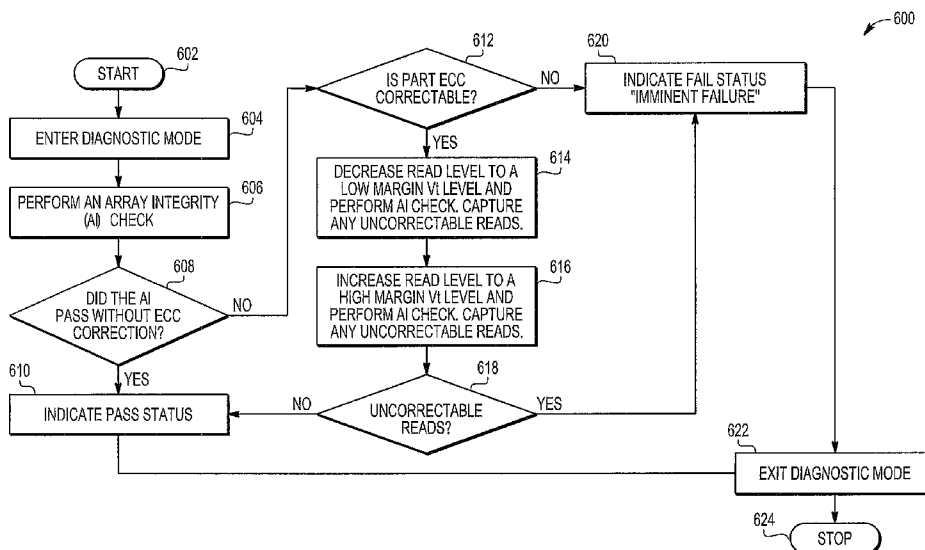 600
602
START
ENTER DIAGNOSTIC MODE
604
606
PERFORM AN ARRAY INTEGRITY
(AI) CHECK
608
DID THE AI
PASS WITHOUT ECC
CORRECTION?
NO
YES
610
INDICATE PASS STATUS
612
IS PART ECC
CORRECTABLE?
NO
YES
614
DECREASE READ LEVEL TO A
LOW MARGIN Vt LEVEL AND
PERFORM AI CHECK. CAPTURE
ANY UNCORRECTABLE READS.
616
INCREASE READ LEVEL TO A
HIGH MARGIN Vt LEVEL AND
PERFORM AI CHECK. CAPTURE
ANY UNCORRECTABLE READS.
618
UNCORRECTABLE
READS?
NO
YES
620
INDICATE FAIL STATUS
"IMMINENT FAILURE"
622
EXIT DIAGNOSTIC MODE
624
STOP